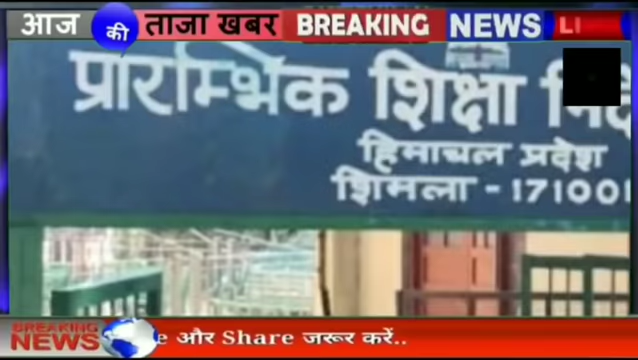 आज की ताजा खबर BREAKING NEWS
प्रारम्भिक शिक्षा
हिमाचल प्रदेश
शिमला - 171001
BREAKING NEWS और Share जरूर करें..